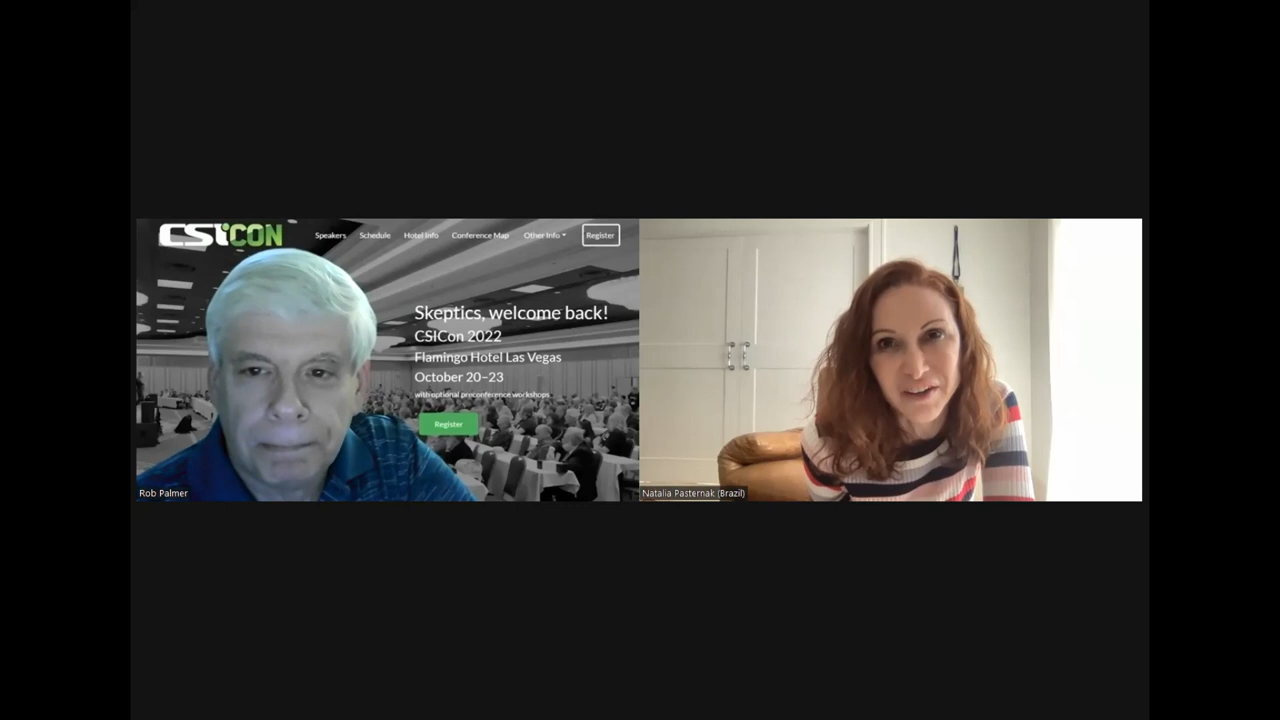 CSICON
Speakers Schedule Hotel Info Conference Map Other Info Register
Skeptics, welcome back!
CSICon 2022
Flamingo Hotel Las Vegas
October 20–23
with optional preconference workshops
Register
Rob Palmer
Natalia Pasternak (Brazil)